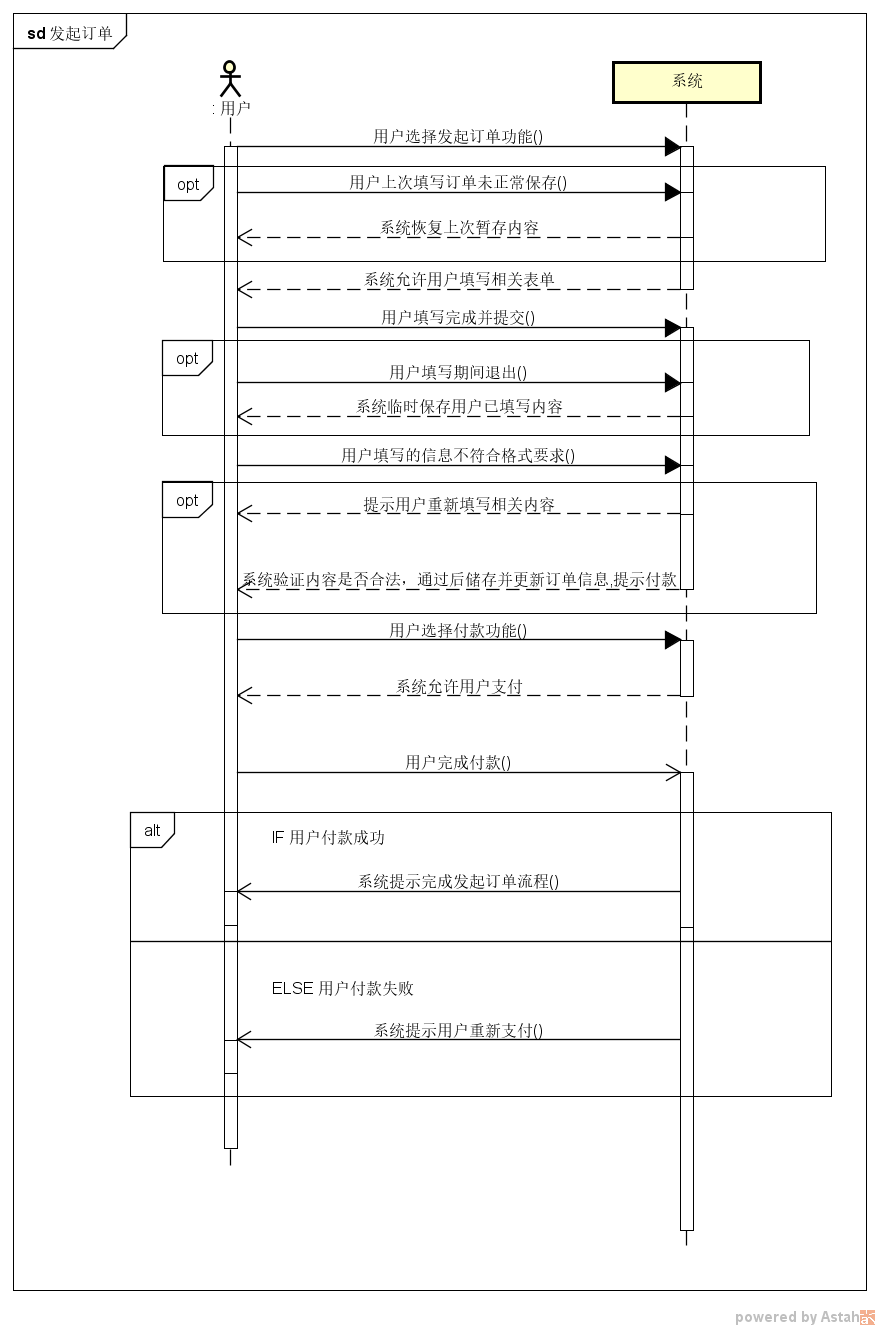 sd 发起订单
: 用户
系统
用户选择发起订单功能()
opt
用户上次填写订单未正常保存()
系统恢复上次暂存内容
系统允许用户填写相关表单
用户填写完成并提交()
opt
用户填写期间退出()
系统临时保存用户已填写内容
用户填写的信息不符合格式要求()
opt
提示用户重新填写相关内容
系统验证内容是否合法，通过后储存并更新订单信息,提示付款
用户选择付款功能()
系统允许用户支付
用户完成付款()
alt
IF 用户付款成功
系统提示完成发起订单流程()
ELSE 用户付款失败
系统提示用户重新支付()
powered by Astah